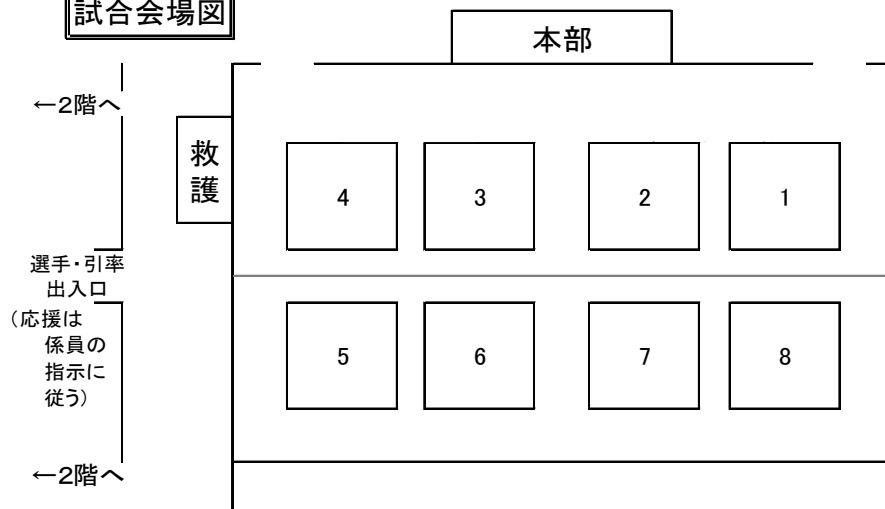 試合会場図
本部
←2階へ
救
護
4
3
2
1
選手・引率
出入口
（応援は
係員の
指示に
従う）
5
6
7
8
←2階へ